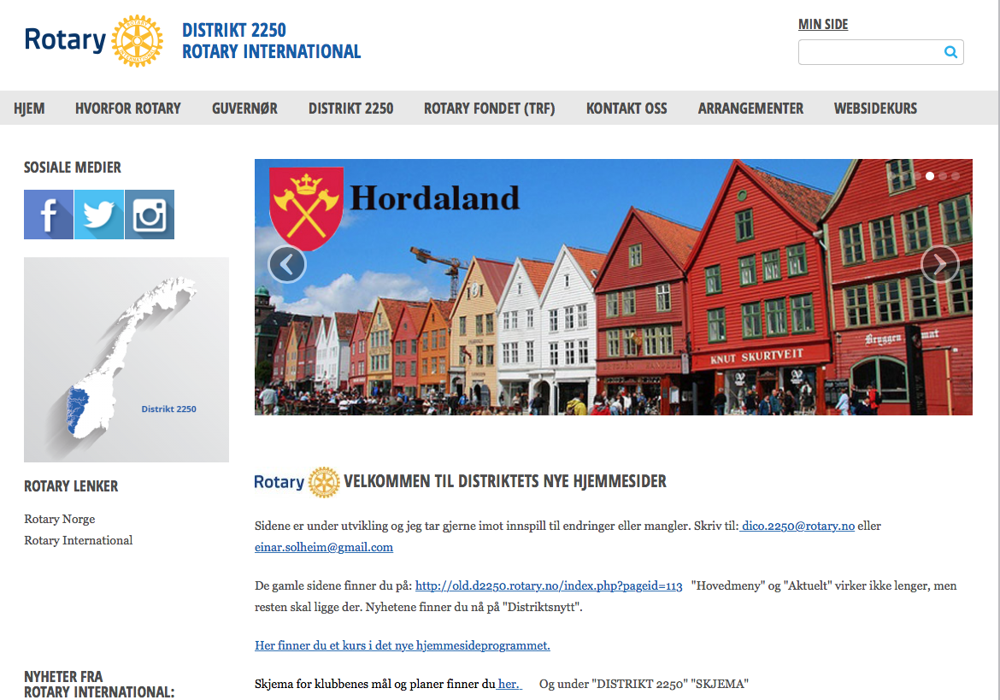 Rotary
DISTRIKT 2250
ROTARY INTERNATIONAL
MIN SIDE
HJEM HVORFOR ROTARY GUVERNØR DISTRIKT 2250 ROTARY FONDET (TRF) KONTAKT OSS ARRANGEMENTER WEBSIDEKURS
SOSIALE MEDIER
Hordaland
KNUT SKURTVEIT
Bryggen
Distrikt 2250
ROTARY LENKER
Rotary Norge
Rotary International
NYHETER FRA
ROTARY INTERNATIONAL:
Rotary VELKOMMEN TIL DISTRIKTETS NYE HJEMMESIDER
Sidene er under utvikling og jeg tar gjerne imot innspill til endringer eller mangler. Skriv til: dico.2250@rotary.no eller
einar.solheim@gmail.com
De gamle sidene finner du på: http://old.d2250.rotary.no/index.php?pageid=113 "Hovedmeny" og "Aktuelt" virker ikke lenger, men
resten skal ligge der. Nyhetene finner du nå på "Distriktsnytt".
Her finner du et kurs i det nye hjemmesideprogrammet.
Skjema for klubbenes mål og planer finner du her. Og under "DISTRIKT 2250" "SKJEMA"